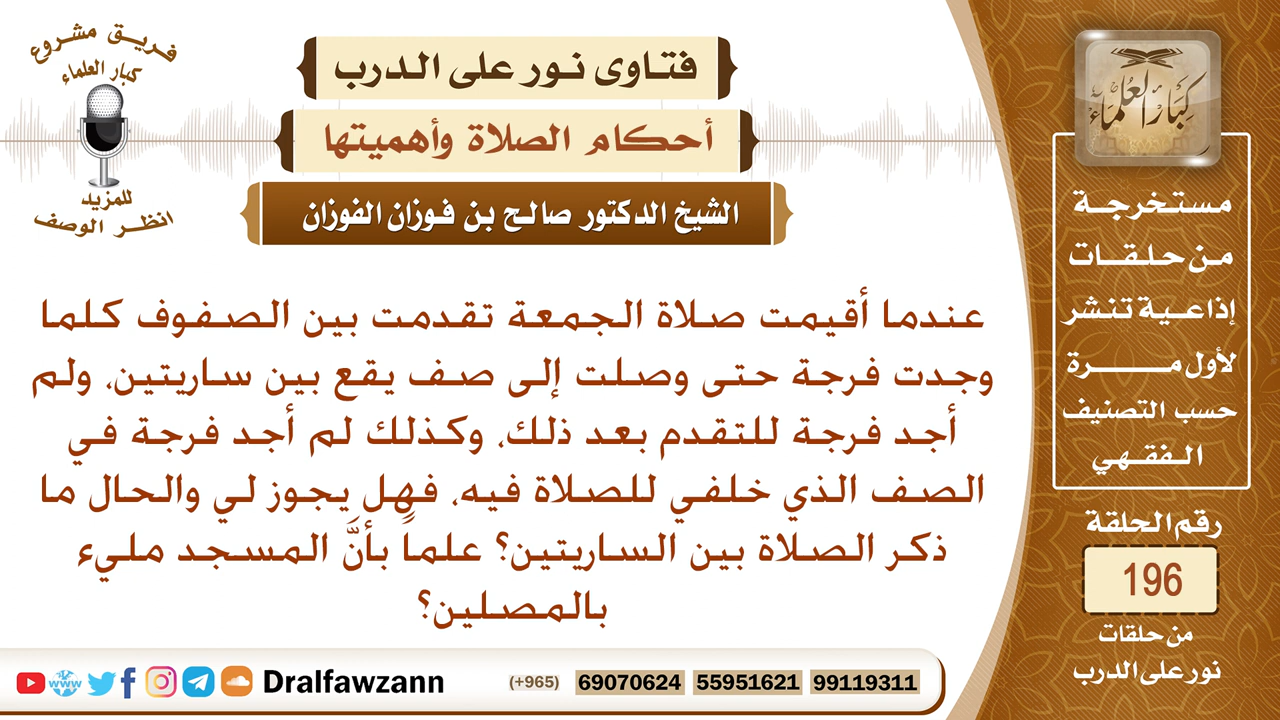 فريق مشروع
كبار العلماء
للمزيد
انظر الوصف
فتاوى نور على الدرب
أحكام الصلاة وأهميتها
الشيخ الدكتور صالح بن فوزان الفوزان
عندما أقيمت صلاة الجمعة تقدمت بين الصفوف كلما
وجدت فرجة حتى وصلت إلى صف يقع بين ساريتين، ولم
أجد فرجة للتقدم بعد ذلك، وكذلك لم أجد فرجة في
الصف الذي خلفي للصلاة فيه، فهل يجوز لي والحال ما
ذكر الصلاة بين الساريتين؟ علماً بأنَّ المسجد مليء
بالمصلين؟
كبار العلماء
مستخرجة
من حلقات
إذاعية تنشر
لأول مرة
حسب التصنيف
الفقهي
رقم الحلقة
196
من حلقات
نور على الدرب
www Dralfawzann (+965) 69070624 55951621 99119311